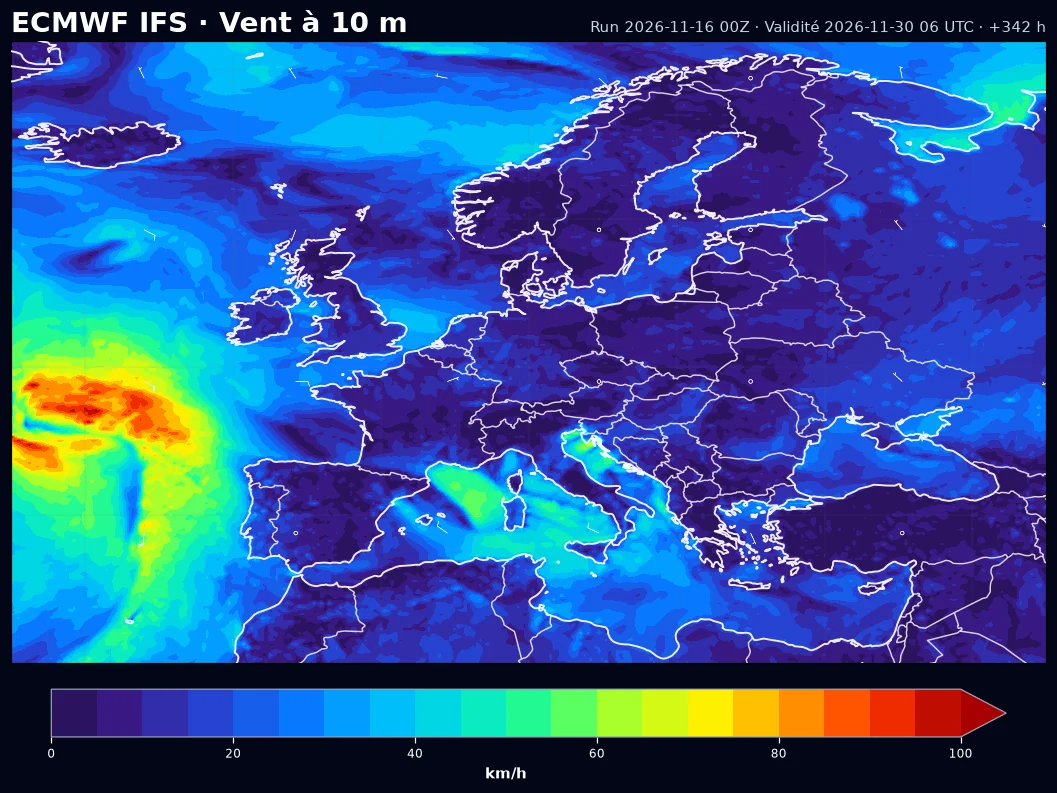 ECMWF IFS · Vent à 10 m
Run 2026-11-16 00Z · Validité 2026-11-30 06 UTC · +342 h
0 20 40 60 80 100
km/h